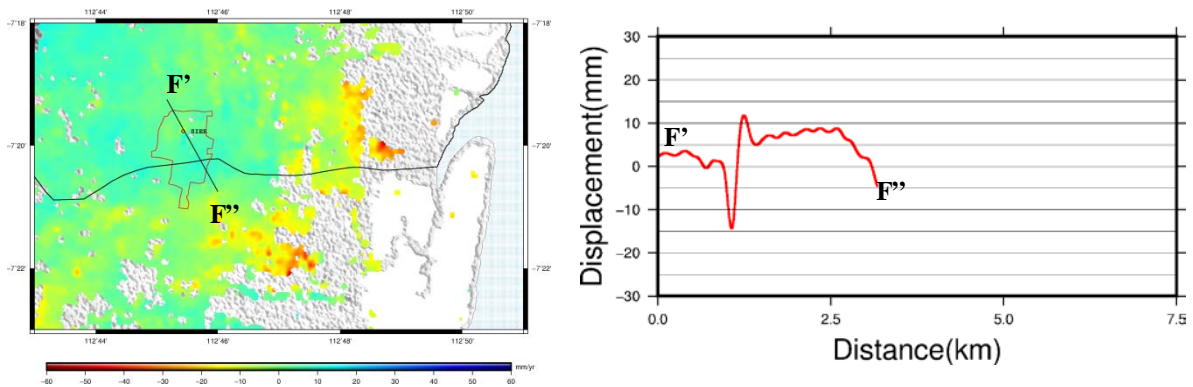 112°44' 112°46' 112°48' 112°50'
−7°18' −7°18'
F'
−7°20' −7°20'
F''
−7°22' −7°22'
112°44' 112°46' 112°48' 112°50'
mm/yr
−60 −50 −40 −30 −20 −10 0 10 20 30 40 50 60
Displacement(mm)
30
20
10
0
−10
−20
−30
F'
F''
0.0 2.5 5.0 7.5
Distance(km)